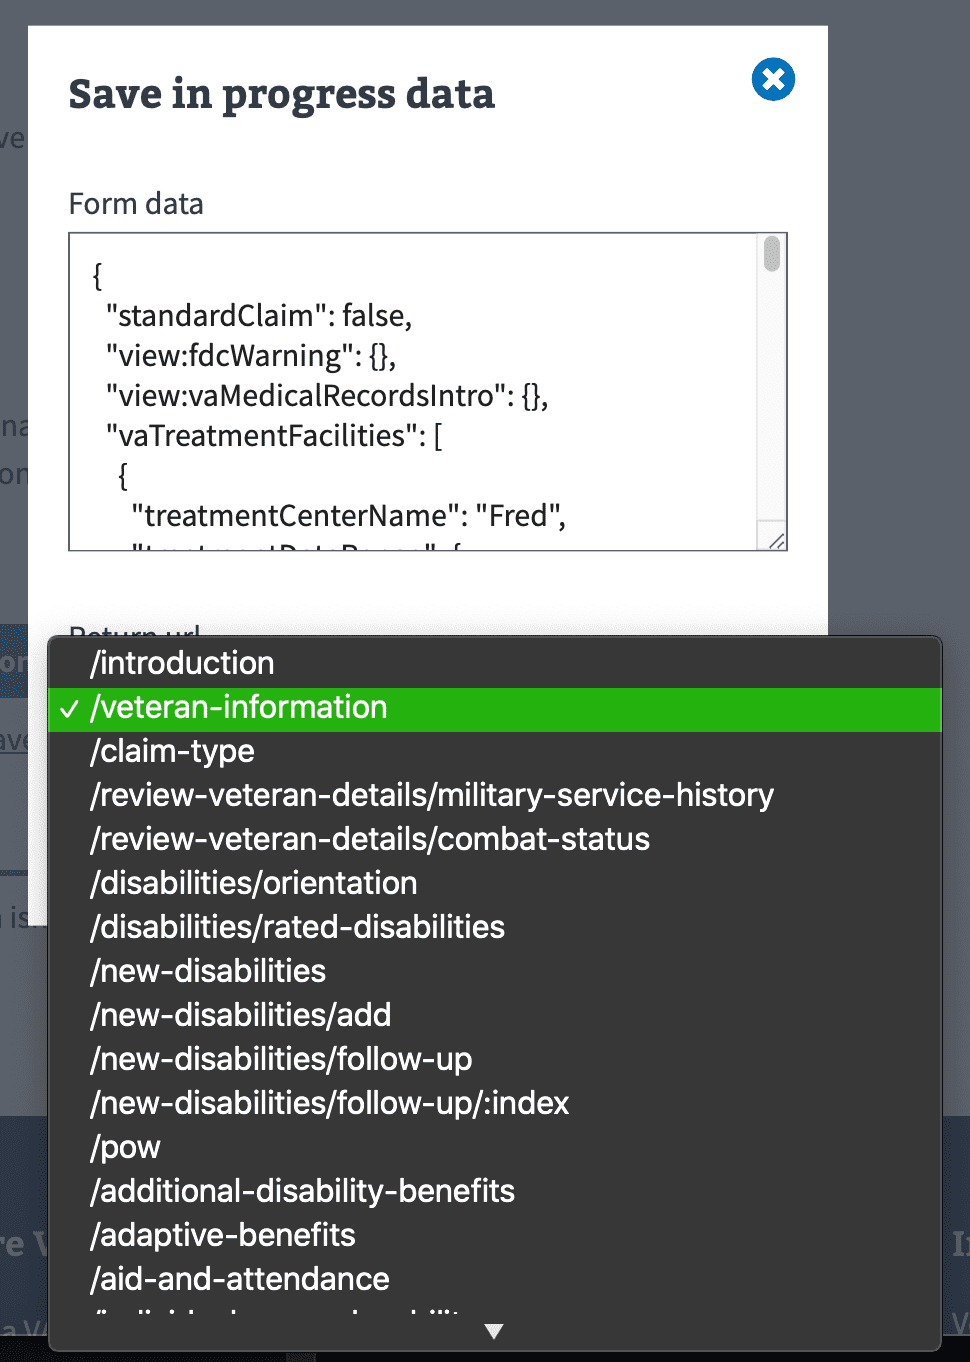 Save in progress data
Form data
{
"standardClaim": false,
"view:fdcWarning": {},
"view:vaMedicalRecordsIntro": {},
"vaTreatmentFacilities": [
{
"treatmentCenterName": "Fred",
"treatmentDateRange": {
Return url
/introduction
✓ /veteran-information
/claim-type
/review-veteran-details/military-service-history
/review-veteran-details/combat-status
/disabilities/orientation
/disabilities/rated-disabilities
/new-disabilities
/new-disabilities/add
/new-disabilities/follow-up
/new-disabilities/follow-up/:index
/pow
/additional-disability-benefits
/adaptive-benefits
/aid-and-attendance